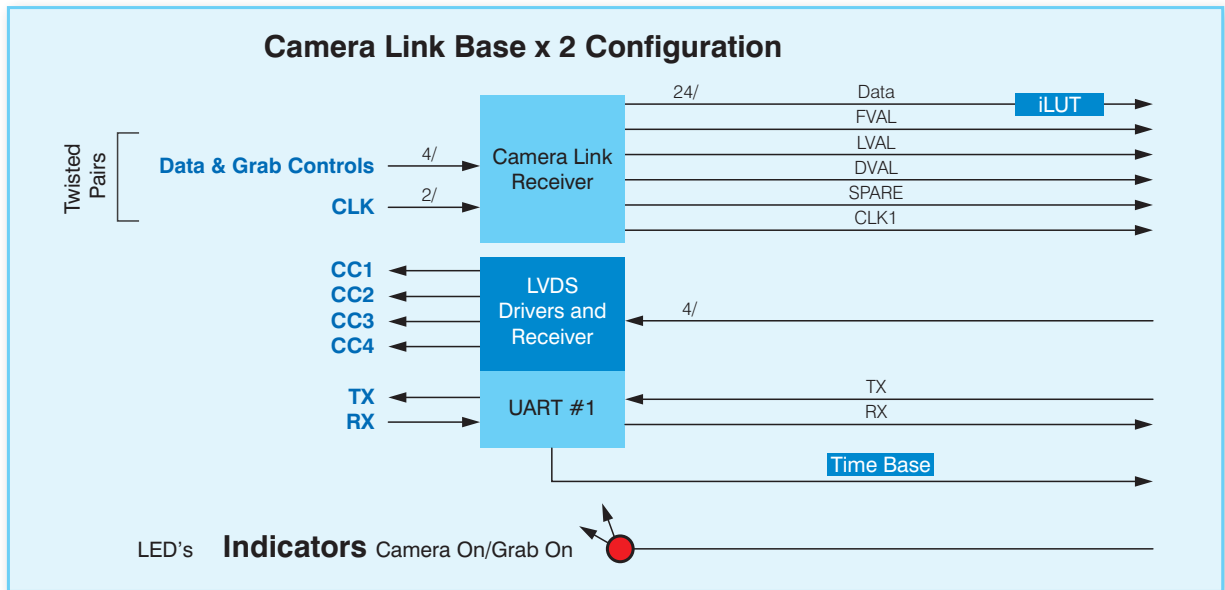 Camera Link Base x 2 Configuration
24/ Data iLUT
FVAL
LVAL
DVAL
SPARE
CLK1
Twisted
Pairs
Data & Grab Controls 4/
CLK 2/
Camera Link
Receiver
CC1
CC2
CC3
CC4
LVDS
Drivers and
Receiver
4/
TX
RX
UART #1
TX
RX
Time Base
LED's Indicators Camera On/Grab On